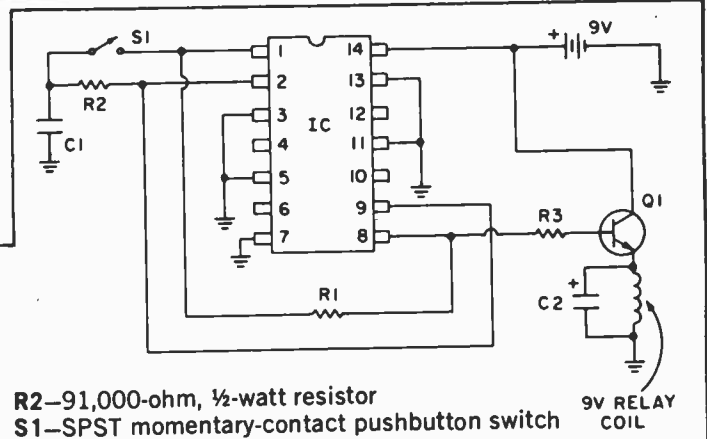 S1
R2
C1
1
2
3
4
5
6
7
IC
14
13
12
11
10
9
8
+ 9V
Q1
R3
R1
+
C2
9V RELAY
COIL
R2—91,000-ohm, ½-watt resistor
S1—SPST momentary-contact pushbutton switch